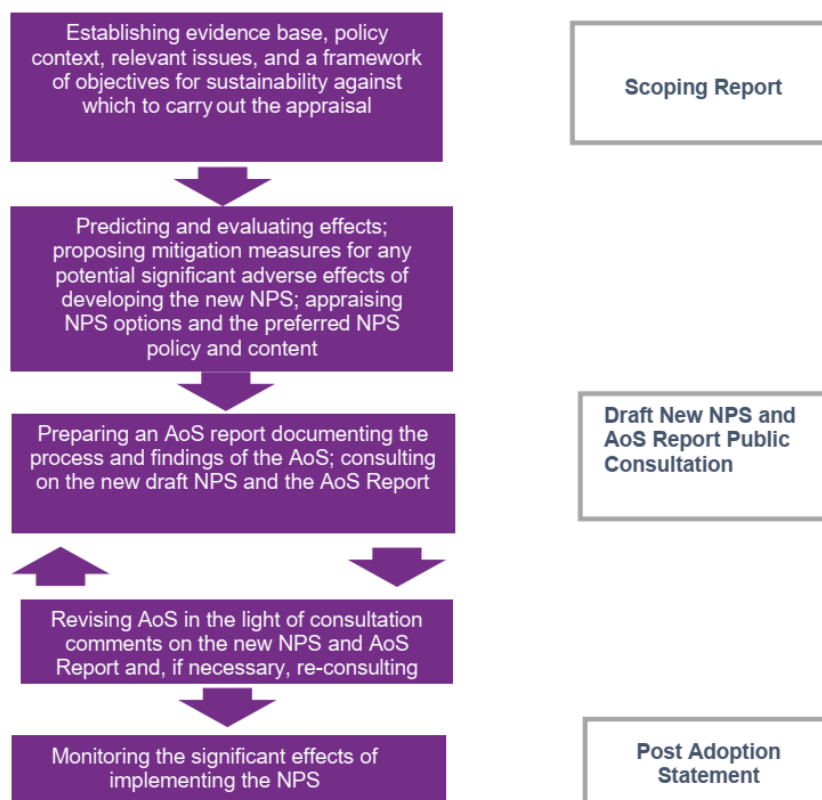 Establishing evidence base, policy
context, relevant issues, and a framework
of objectives for sustainability against
which to carry out the appraisal
Scoping Report
Predicting and evaluating effects;
proposing mitigation measures for any
potential significant adverse effects of
developing the new NPS; appraising
NPS options and the preferred NPS
policy and content
Preparing an AoS report documenting the
process and findings of the AoS; consulting
on the new draft NPS and the AoS Report
Draft New NPS and
AoS Report Public
Consultation
Revising AoS in the light of consultation
comments on the new NPS and AoS
Report and, if necessary, re-consulting
Monitoring the significant effects of
implementing the NPS
Post Adoption
Statement